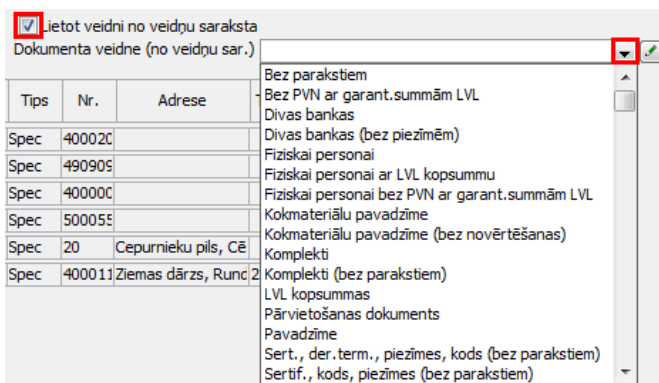 Lietot veidni no veidņu saraksta
Dokumenta veidne (no veidņu sar.)
Tips Nr. Adrese
Spec 400020
Spec 490909
Spec 400000
Spec 500055
Spec 20 Cepurnieku pils, Cē
Spec 400011 Ziemas dārzs, Rund 2
Bez parakstiem
Bez PVN ar garant.summām LVL
Divas bankas
Divas bankas (bez piezīmēm)
Fiziskai personai
Fiziskai personai ar LVL kopsummu
Fiziskai personai bez PVN ar garant.summām LVL
Kokmateriālu pavadzīme
Kokmateriālu pavadzīme (bez novērtēšanas)
Komplekti
Komplekti (bez parakstiem)
LVL kopsummas
Pārvietošanas dokuments
Pavadzīme
Sert., der.term., piezīmes, kods (bez parakstiem)
Sertif., kods, piezīmes (bez parakstiem)